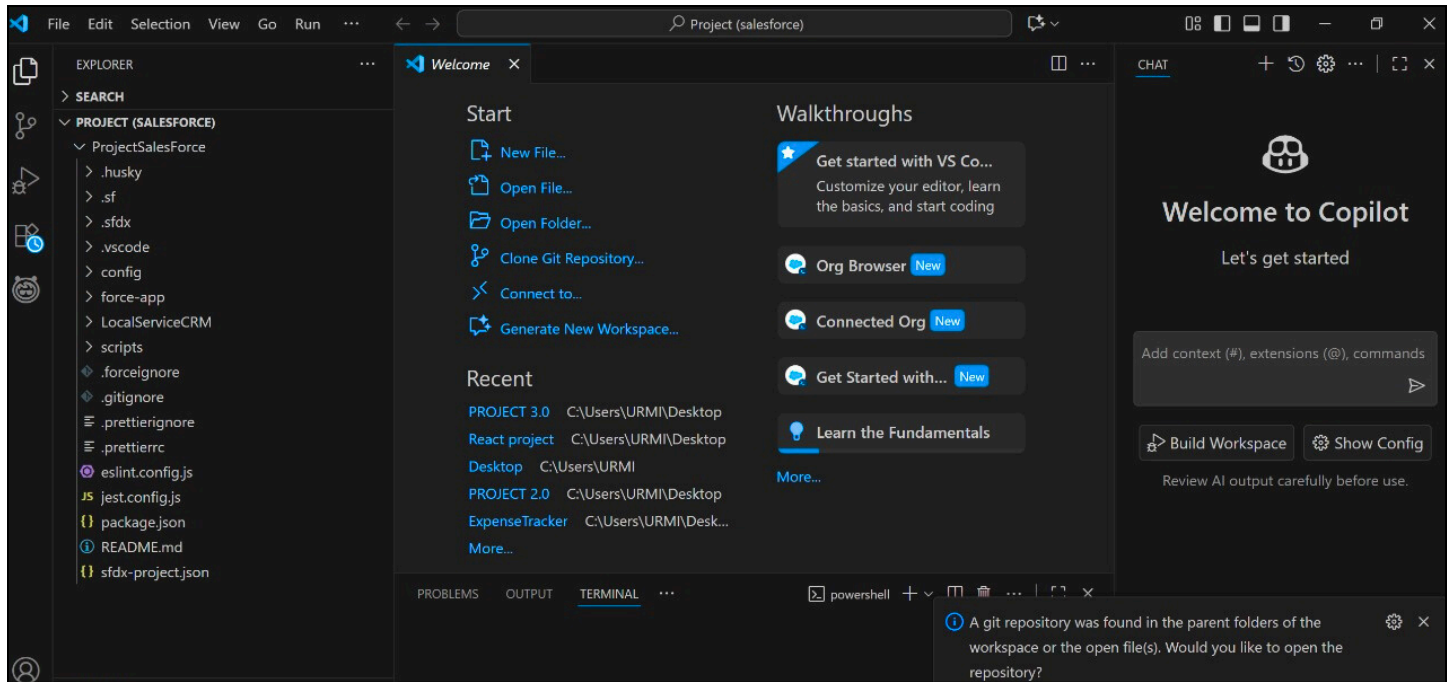 File Edit Selection View Go Run ···
Project (salesforce)
EXPLORER
SEARCH
PROJECT (SALESFORCE)
ProjectSalesForce
.husky
.sf
.sfdx
.vscode
config
force-app
LocalServiceCRM
scripts
.forceignore
.gitignore
.prettierignore
.prettierrc
eslint.config.js
JS jest.config.js
{} package.json
README.md
{} sfdx-project.json
Welcome
Start
New File...
Open File...
Open Folder...
Clone Git Repository...
Connect to...
Generate New Workspace...
Recent
PROJECT 3.0 C:\Users\URMI\Desktop
React project C:\Users\URMI\Desktop
Desktop C:\Users\URMI
PROJECT 2.0 C:\Users\URMI\Desktop
ExpenseTracker C:\Users\URMI\Desk...
More...
Walkthroughs
Get started with VS Co...
Customize your editor, learn
the basics, and start coding
Org Browser New
Connected Org New
Get Started with... New
Learn the Fundamentals
More...
PROBLEMS OUTPUT TERMINAL ···
powershell
CHAT
Welcome to Copilot
Let's get started
Add context (#), extensions (@), commands
Build Workspace Show Config
Review AI output carefully before use.
A git repository was found in the parent folders of the
workspace or the open file(s). Would you like to open the
repository?